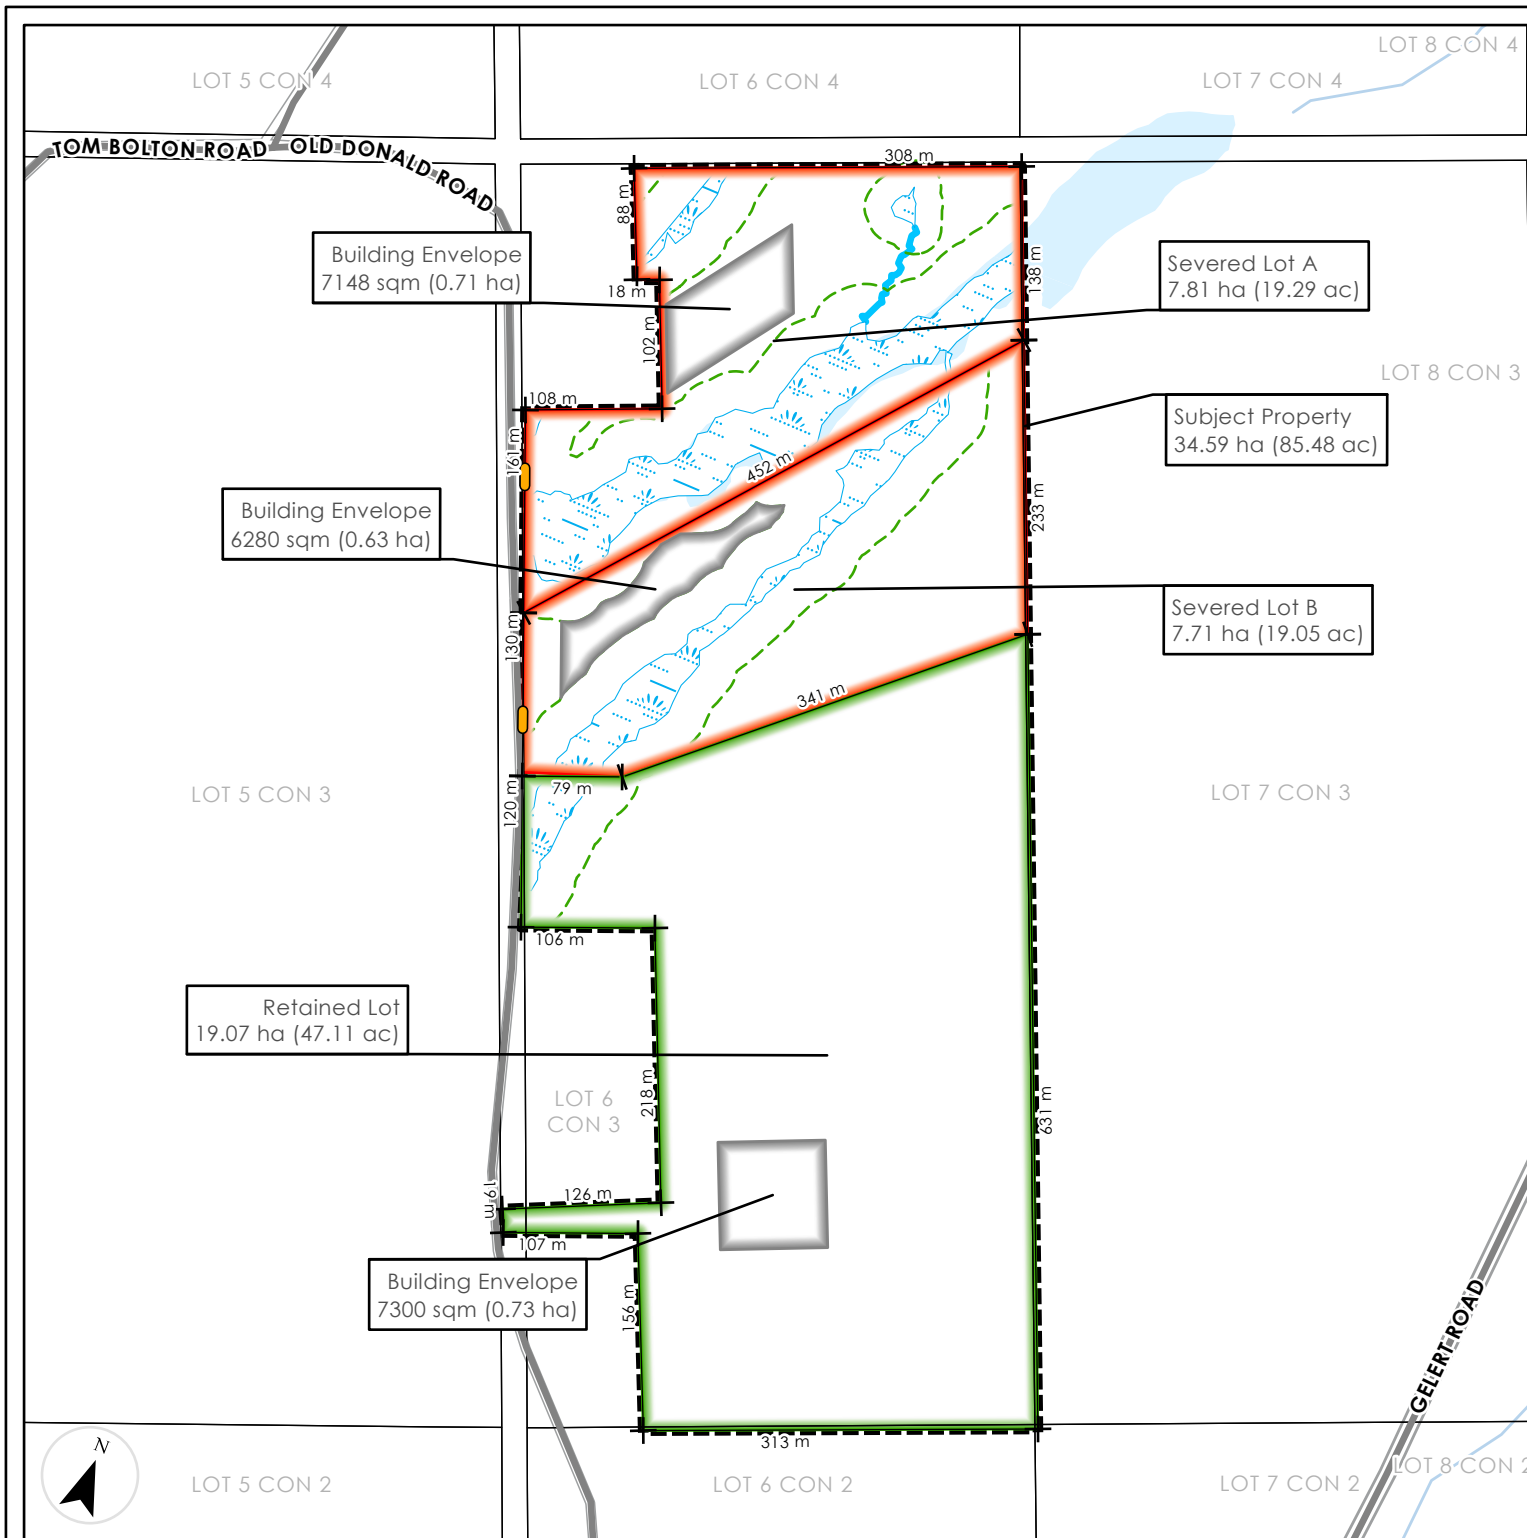 LOT 8 CON 4
LOT 5 CON 4
LOT 6 CON 4
LOT 7 CON 4
TOM BOLTON ROAD
OLD DONALD ROAD
308 m
88 m
Building Envelope
7148 sqm (0.71 ha)
Severed Lot A
7.81 ha (19.29 ac)
138 m
18 m
102 m
LOT 8 CON 3
108 m
Subject Property
34.59 ha (85.48 ac)
161 m
452 m
233 m
Building Envelope
6280 sqm (0.63 ha)
Severed Lot B
7.71 ha (19.05 ac)
130 m
341 m
79 m
120 m
LOT 5 CON 3
LOT 7 CON 3
106 m
Retained Lot
19.07 ha (47.11 ac)
218 m
LOT 6
CON 3
631 m
126 m
19 m
107 m
Building Envelope
7300 sqm (0.73 ha)
156 m
GELERT ROAD
313 m
N
LOT 5 CON 2
LOT 6 CON 2
LOT 7 CON 2
LOT 8 CON 2